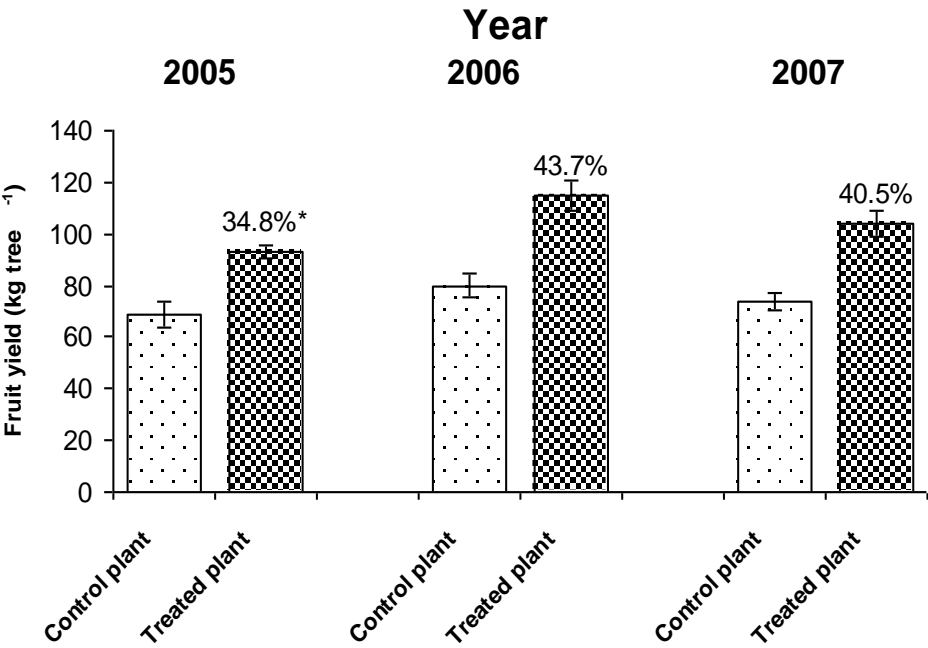 Year
2005 2006 2007
Fruit yield (kg tree -1)
140
120
100
80
60
40
20
0
34.8%*
43.7%
40.5%
Control plant
Treated plant
Control plant
Treated plant
Control plant
Treated plant